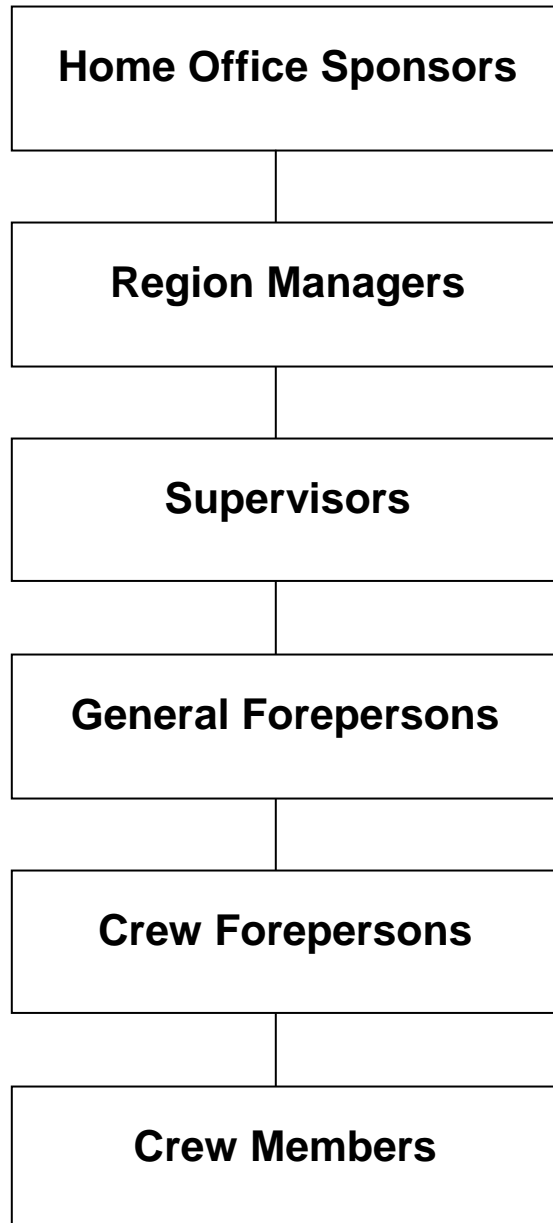 Home Office Sponsors
Region Managers
Supervisors
General Forepersons
Crew Forepersons
Crew Members